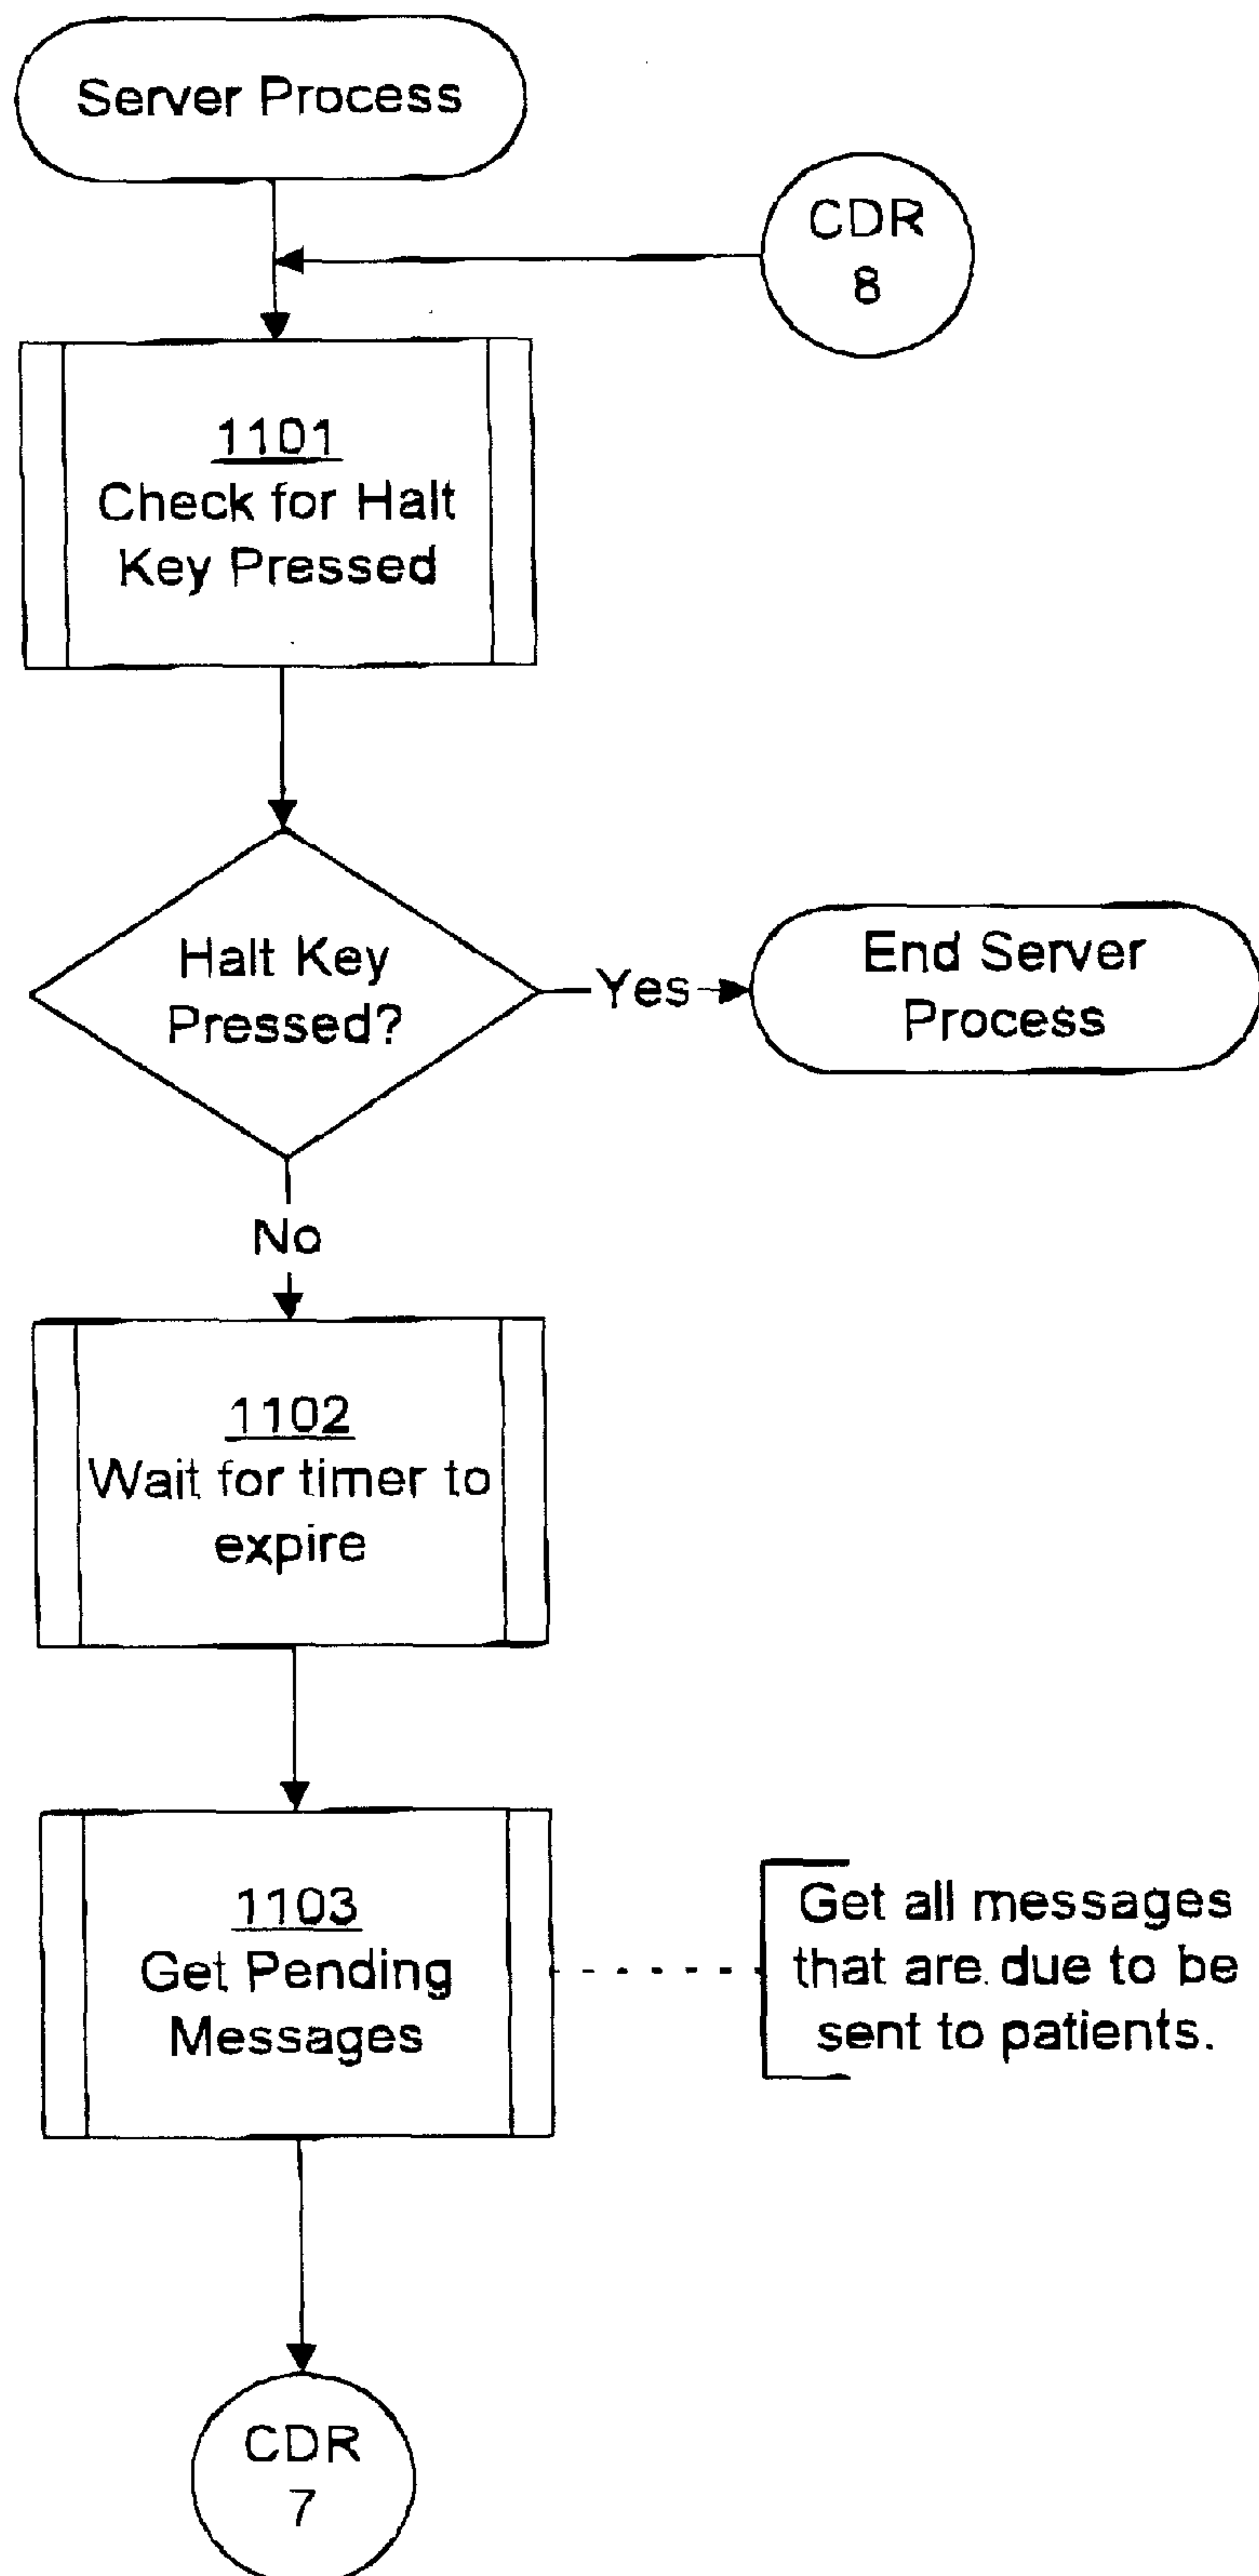 Server Process
CDR
8
1101
Check for Halt
Key Pressed
Halt Key
Pressed?
Yes
End Server
Process
No
1102
Wait for timer to
expire
1103
Get Pending
Messages
Get all messages
that are due to be
sent to patients.
CDR
7